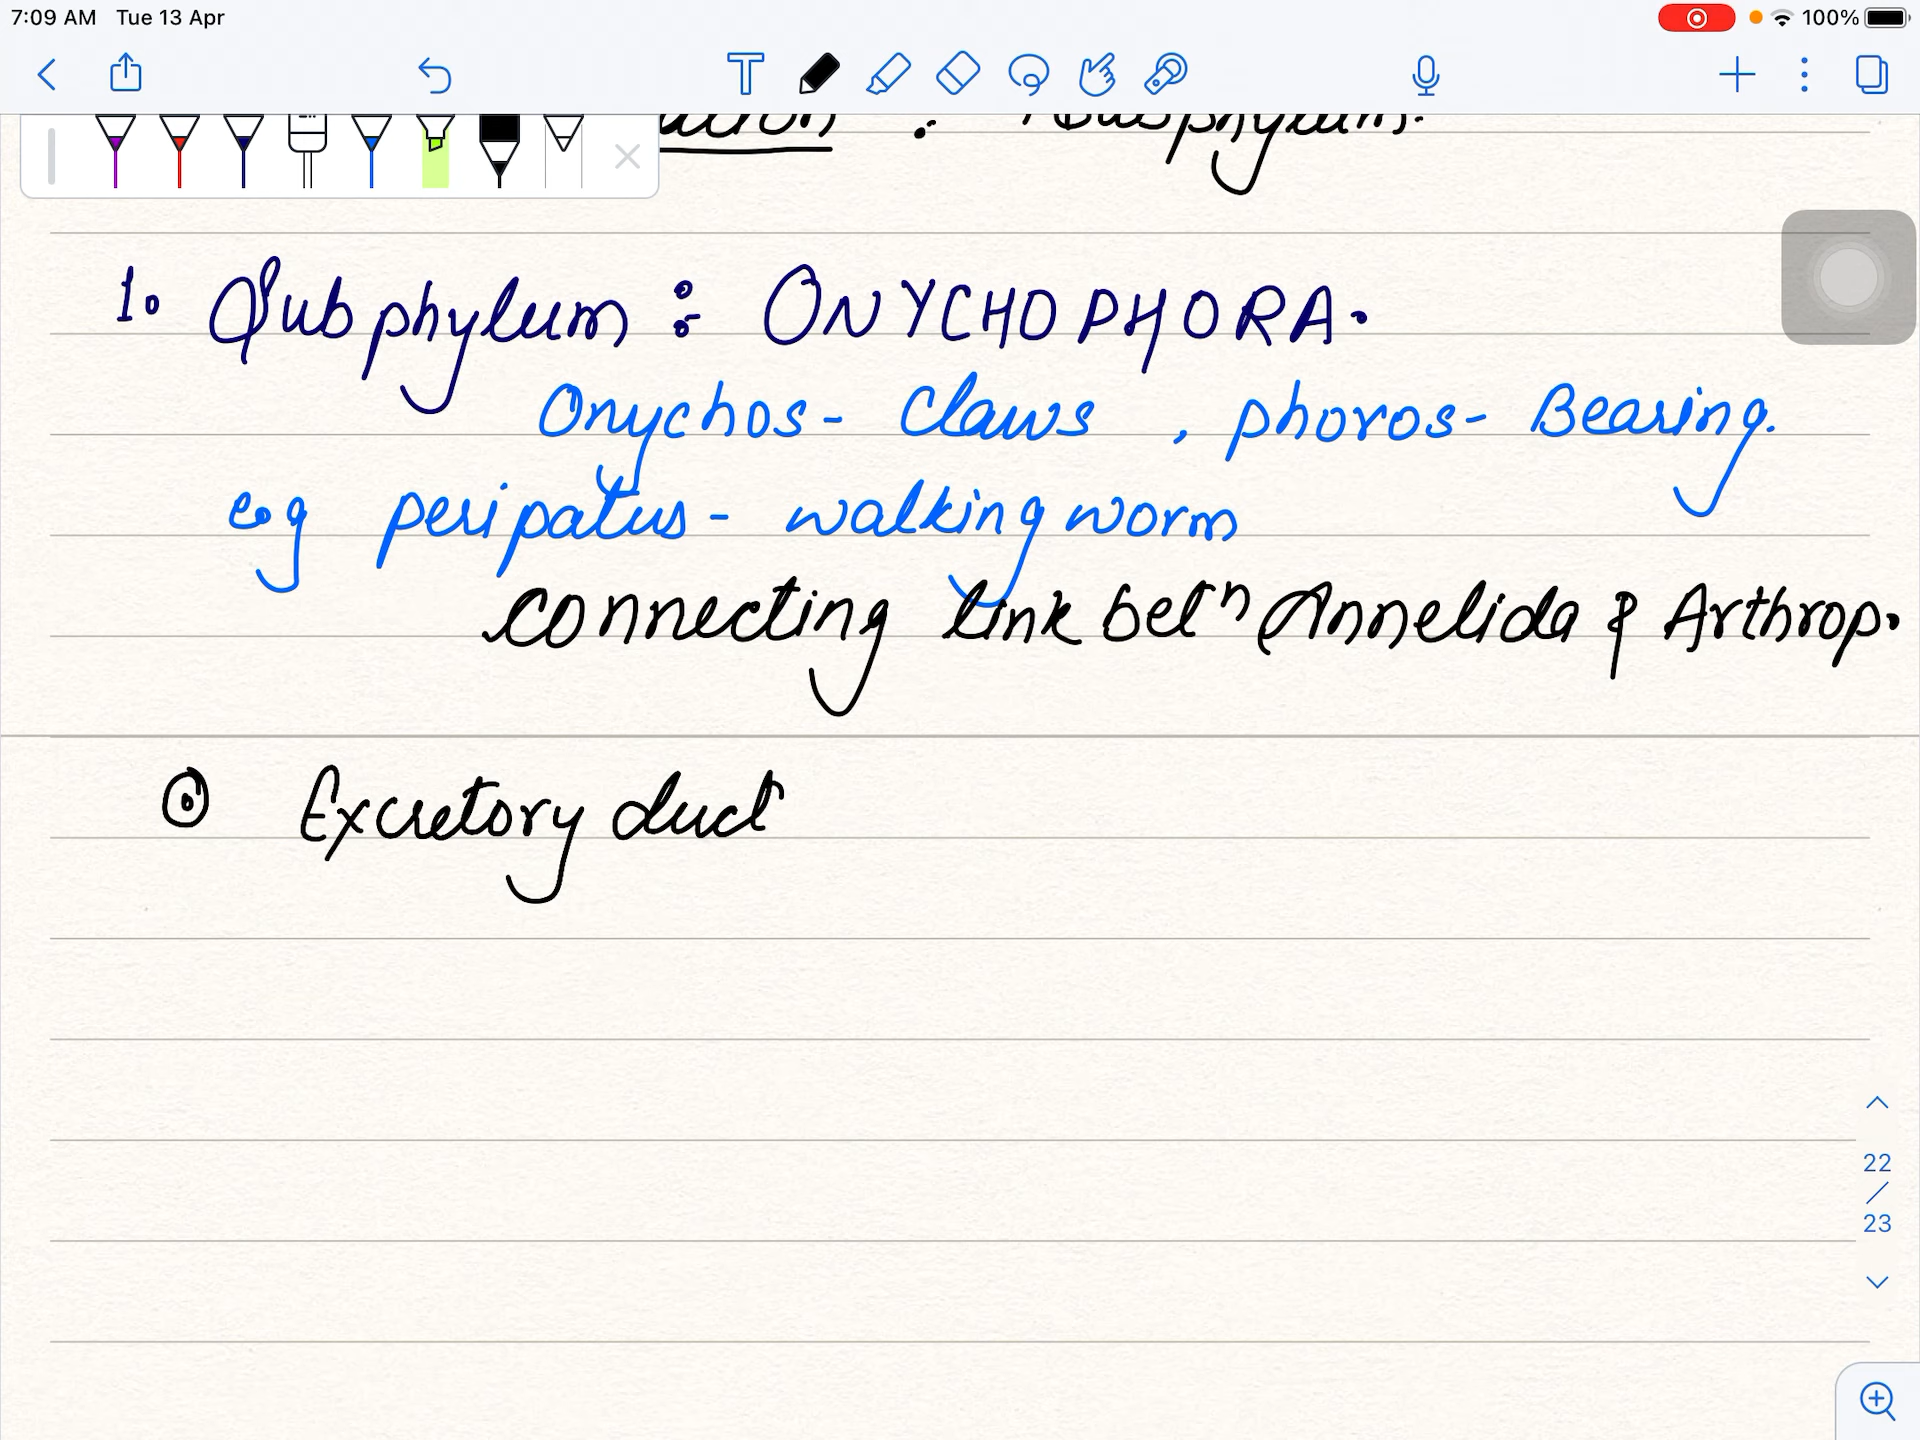 7:09 AM Tue 13 Apr 100%
1. Subphylum : ONYCHOPHORA.
Onychos - Claws , phoros - Bearing.
e.g peripatus - walking worm
connecting link betn Annelida & Arthrop.
Excretory duct
22
/
23